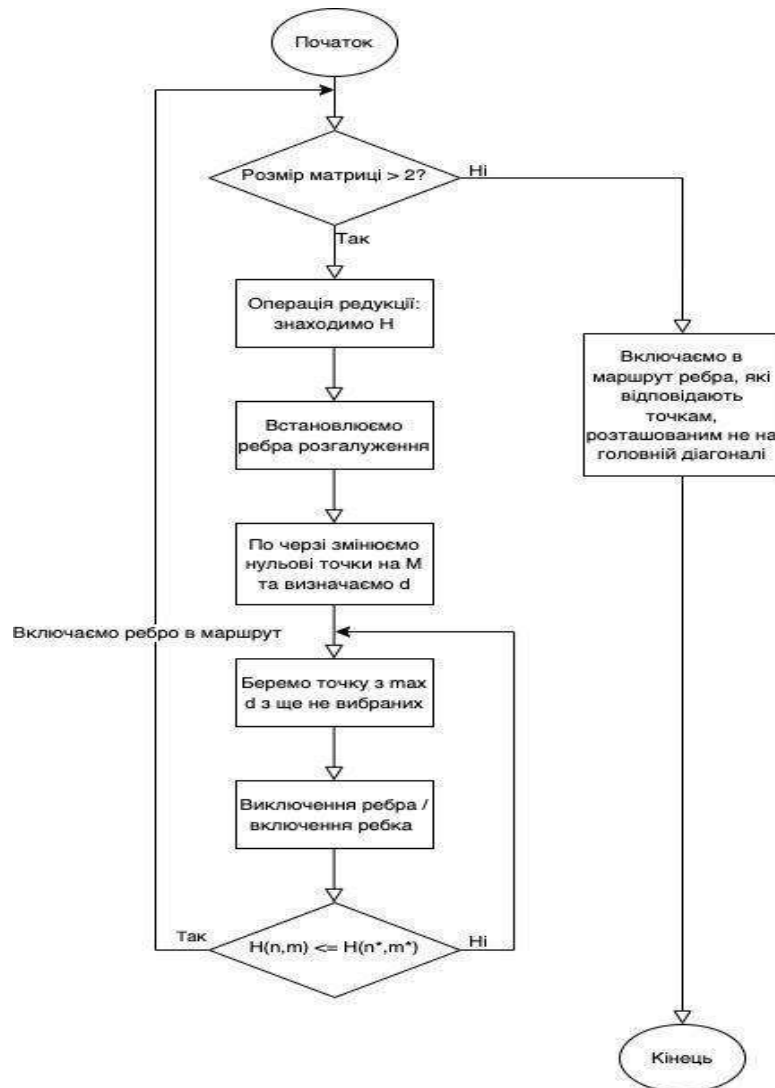 Початок
Розмір матриці > 2?
Ні
Так
Операція редукції:
знаходимо H
Включаємо в
маршрут ребра, які
відповідають
точкам,
розташованим не на
головній діагоналі
Встановлюємо
ребра розгалуження
По черзі змінюємо
нульові точки на M
та визначаємо d
Включаємо ребро в маршрут
Беремо точку з max
d з ще не вибраних
Виключення ребра /
включення ребка
Так
H(n,m) <= H(n*,m*)
Ні
Кінець